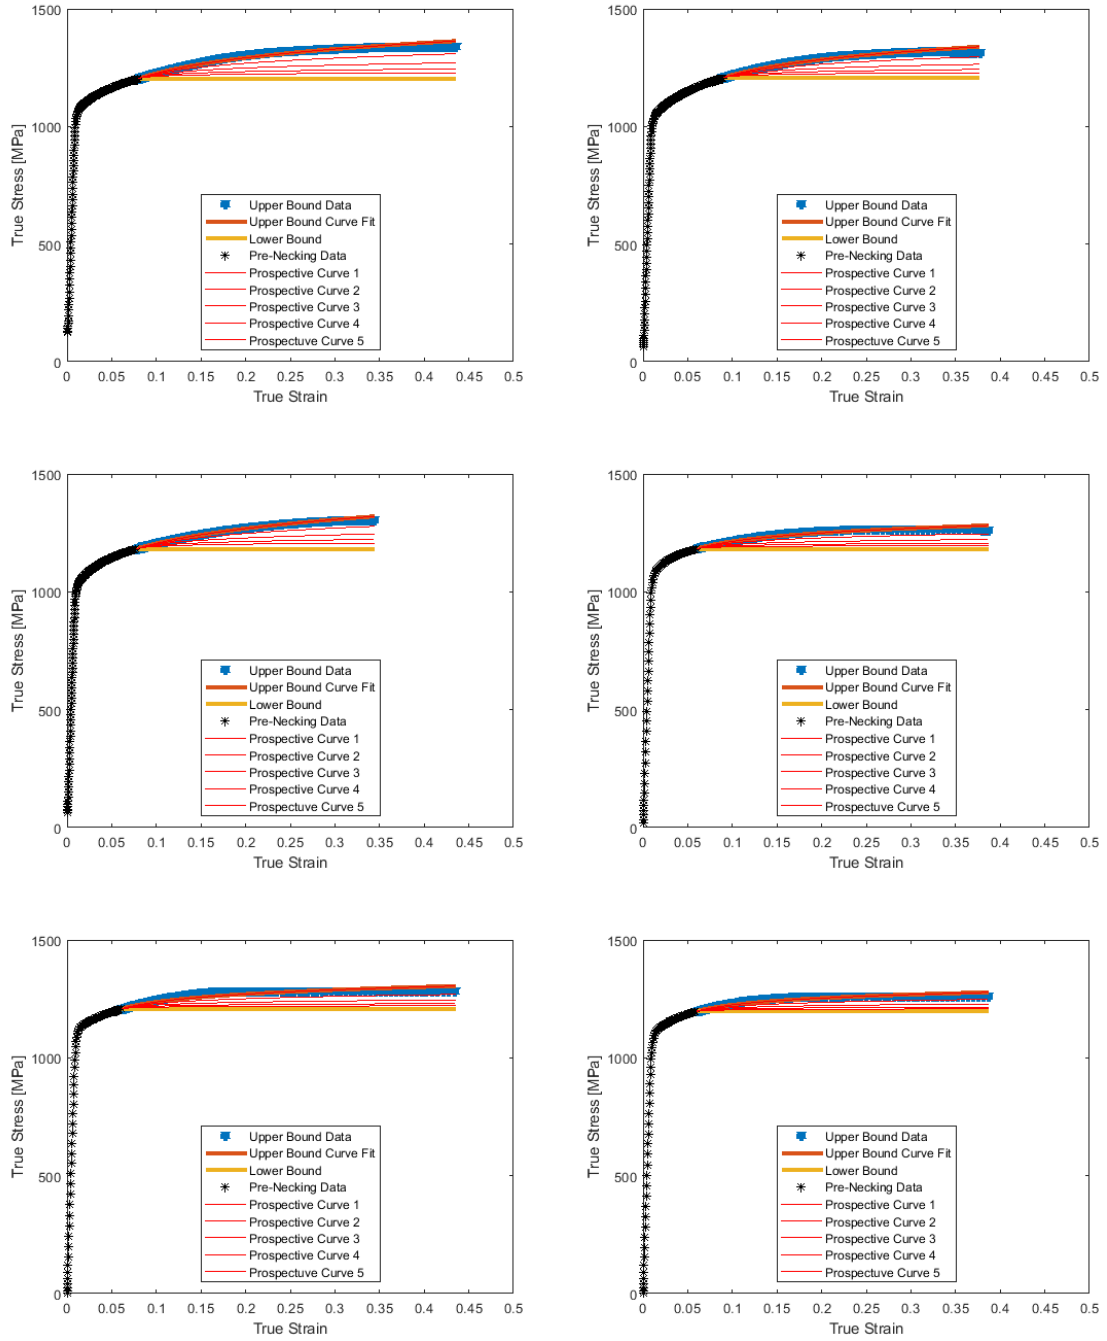 1500
1000
500
0
True Stress [MPa]
Upper Bound Data
Upper Bound Curve Fit
Lower Bound
Pre-Necking Data
Prospective Curve 1
Prospective Curve 2
Prospective Curve 3
Prospective Curve 4
Prospectuve Curve 5
0 0.05 0.1 0.15 0.2 0.25 0.3 0.35 0.4 0.45 0.5
True Strain
1500
1000
500
0
True Stress [MPa]
Upper Bound Data
Upper Bound Curve Fit
Lower Bound
Pre-Necking Data
Prospective Curve 1
Prospective Curve 2
Prospective Curve 3
Prospective Curve 4
Prospectuve Curve 5
0 0.05 0.1 0.15 0.2 0.25 0.3 0.35 0.4 0.45 0.5
True Strain
1500
1000
500
0
True Stress [MPa]
Upper Bound Data
Upper Bound Curve Fit
Lower Bound
Pre-Necking Data
Prospective Curve 1
Prospective Curve 2
Prospective Curve 3
Prospective Curve 4
Prospectuve Curve 5
0 0.05 0.1 0.15 0.2 0.25 0.3 0.35 0.4 0.45 0.5
True Strain
1500
1000
500
0
True Stress [MPa]
Upper Bound Data
Upper Bound Curve Fit
Lower Bound
Pre-Necking Data
Prospective Curve 1
Prospective Curve 2
Prospective Curve 3
Prospective Curve 4
Prospectuve Curve 5
0 0.05 0.1 0.15 0.2 0.25 0.3 0.35 0.4 0.45 0.5
True Strain
1500
1000
500
0
True Stress [MPa]
Upper Bound Data
Upper Bound Curve Fit
Lower Bound
Pre-Necking Data
Prospective Curve 1
Prospective Curve 2
Prospective Curve 3
Prospective Curve 4
Prospectuve Curve 5
0 0.05 0.1 0.15 0.2 0.25 0.3 0.35 0.4 0.45 0.5
True Strain
1500
1000
500
0
True Stress [MPa]
Upper Bound Data
Upper Bound Curve Fit
Lower Bound
Pre-Necking Data
Prospective Curve 1
Prospective Curve 2
Prospective Curve 3
Prospective Curve 4
Prospectuve Curve 5
0 0.05 0.1 0.15 0.2 0.25 0.3 0.35 0.4 0.45 0.5
True Strain